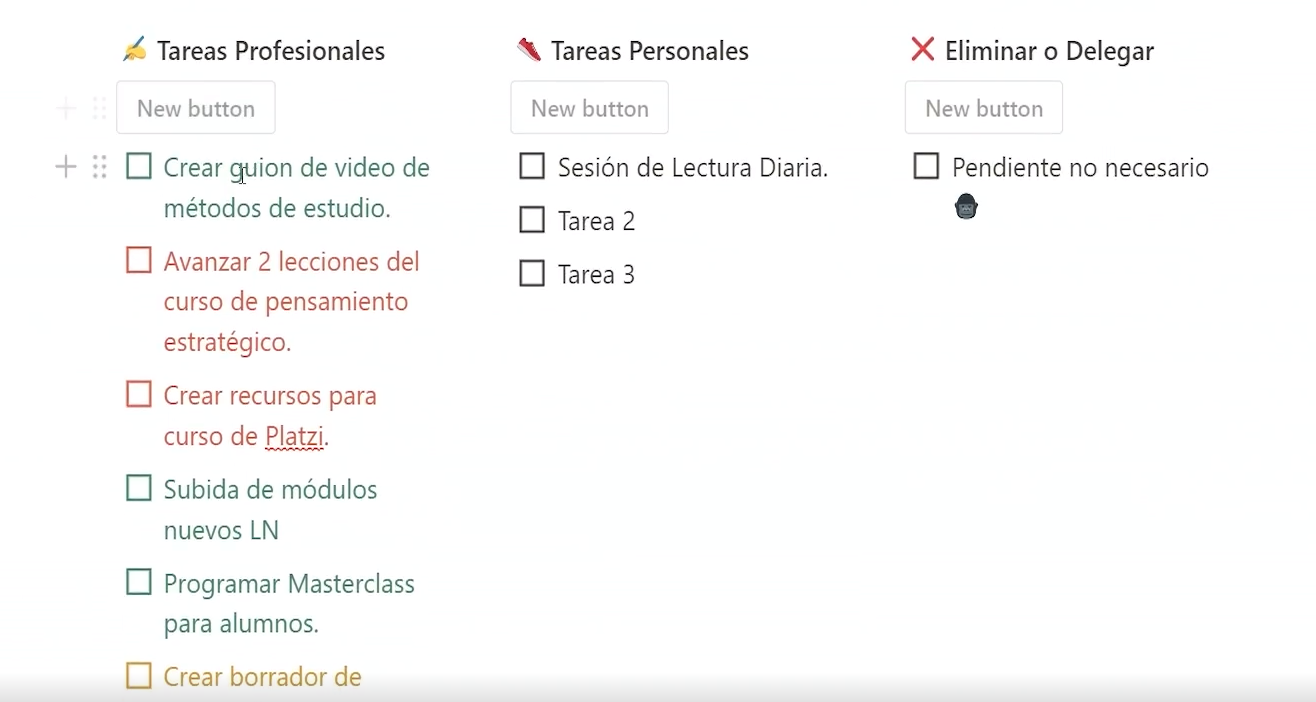 Tareas Profesionales
New button
Crear guion de video de
métodos de estudio.
Avanzar 2 lecciones del
curso de pensamiento
estratégico.
Crear recursos para
curso de Platzi.
Subida de módulos
nuevos LN
Programar Masterclass
para alumnos.
Crear borrador de
Tareas Personales
New button
Sesión de Lectura Diaria.
Tarea 2
Tarea 3
Eliminar o Delegar
New button
Pendiente no necesario